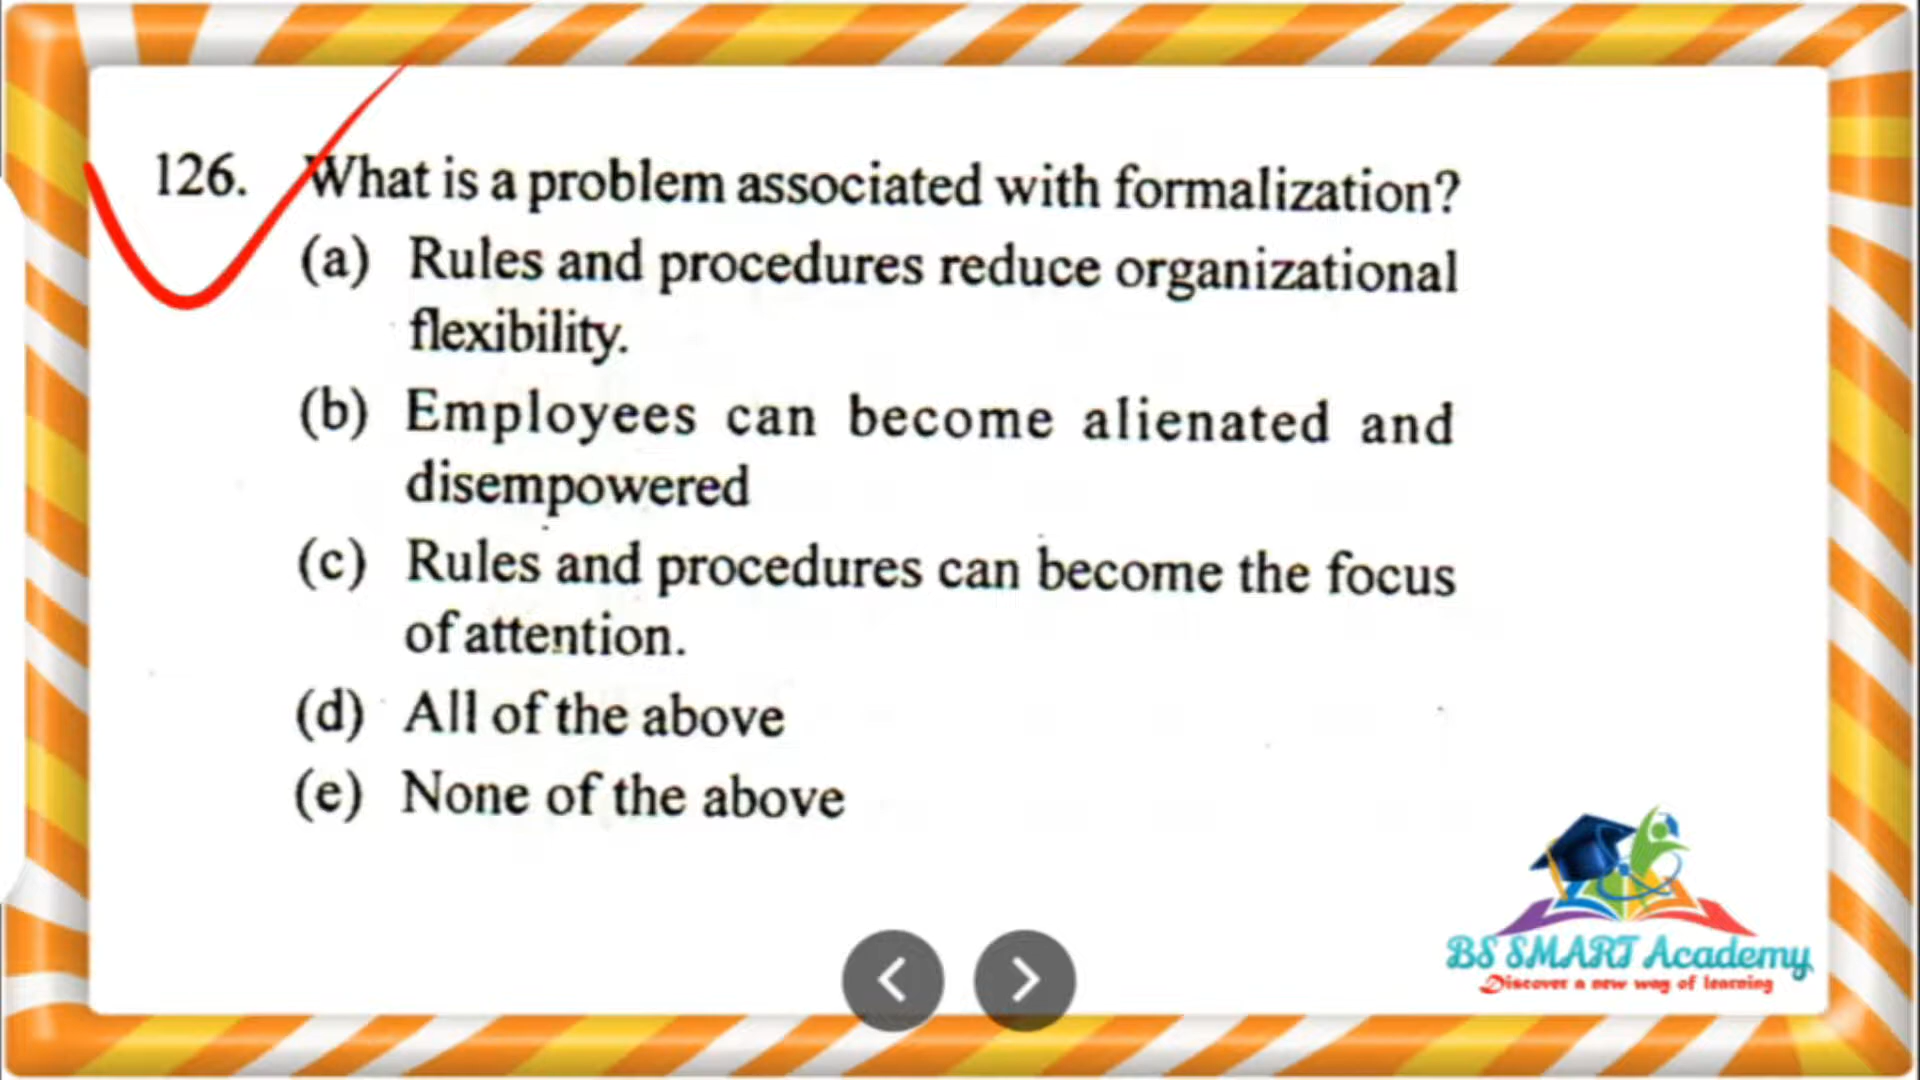 126. What is a problem associated with formalization?
(a) Rules and procedures reduce organizational
flexibility.
(b) Employees can become alienated and
disempowered
(c) Rules and procedures can become the focus
of attention.
(d) All of the above
(e) None of the above
BS SMART Academy
Discover a new way of learning